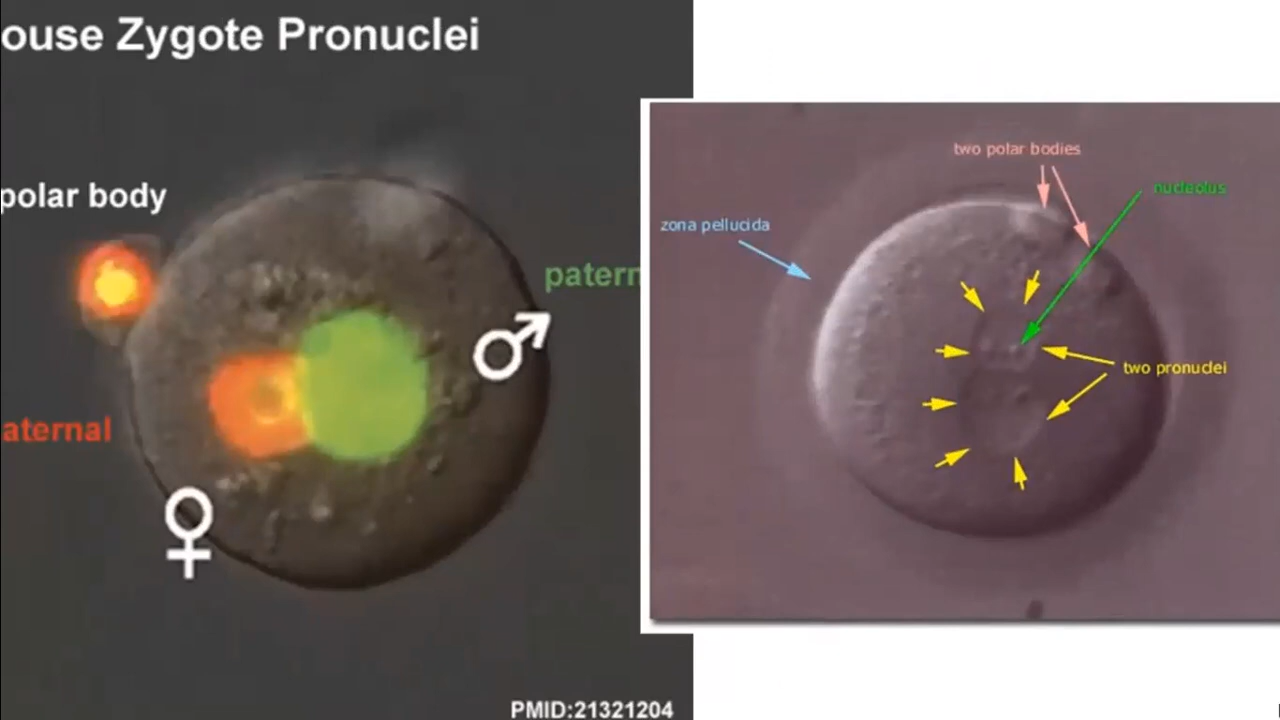 ouse Zygote Pronuclei
polar body
patern
aternal
PMID:21321204
two polar bodies
nucleolus
zona pellucida
two pronuclei